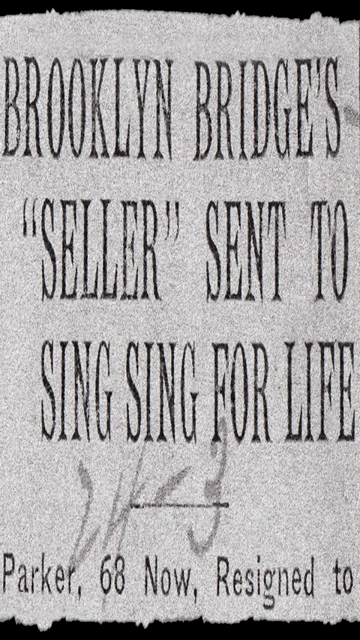 BROOKLYN BRIDGE'S
"SELLER" SENT TO
SING SING FOR LIFE
Parker, 68 Now, Resigned to